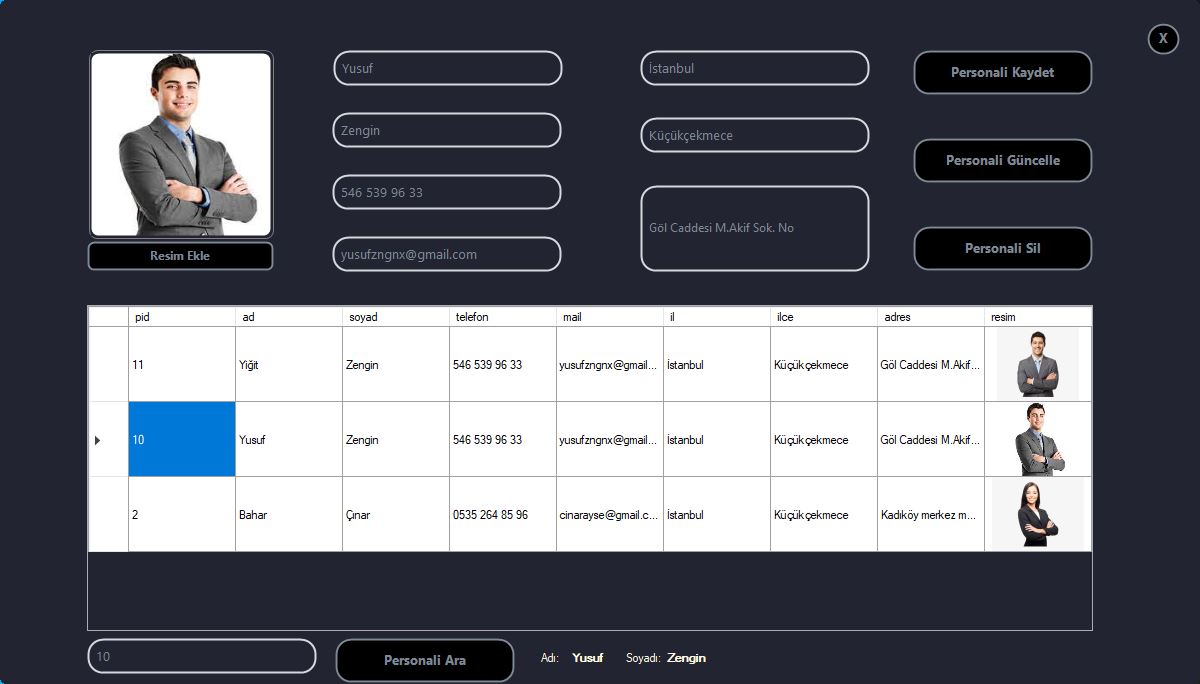 X
Yusuf
İstanbul
Personali Kaydet
Zengin
Küçükçekmece
Personali Güncelle
546 539 96 33
Göl Caddesi M.Akif Sok. No
yusufzngnx@gmail.com
Personali Sil
Resim Ekle
pid ad soyad telefon mail il ilce adres resim
11 Yiğit Zengin 546 539 96 33 yusufzngnx@gmail... İstanbul Küçükçekmece Göl Caddesi M.Akif...
10 Yusuf Zengin 546 539 96 33 yusufzngnx@gmail... İstanbul Küçükçekmece Göl Caddesi M.Akif...
2 Bahar Çınar 0535 264 85 96 cinarayse@gmail.c... İstanbul Küçükçekmece Kadıköy merkez m...
10
Personali Ara
Adı: Yusuf Soyadı: Zengin